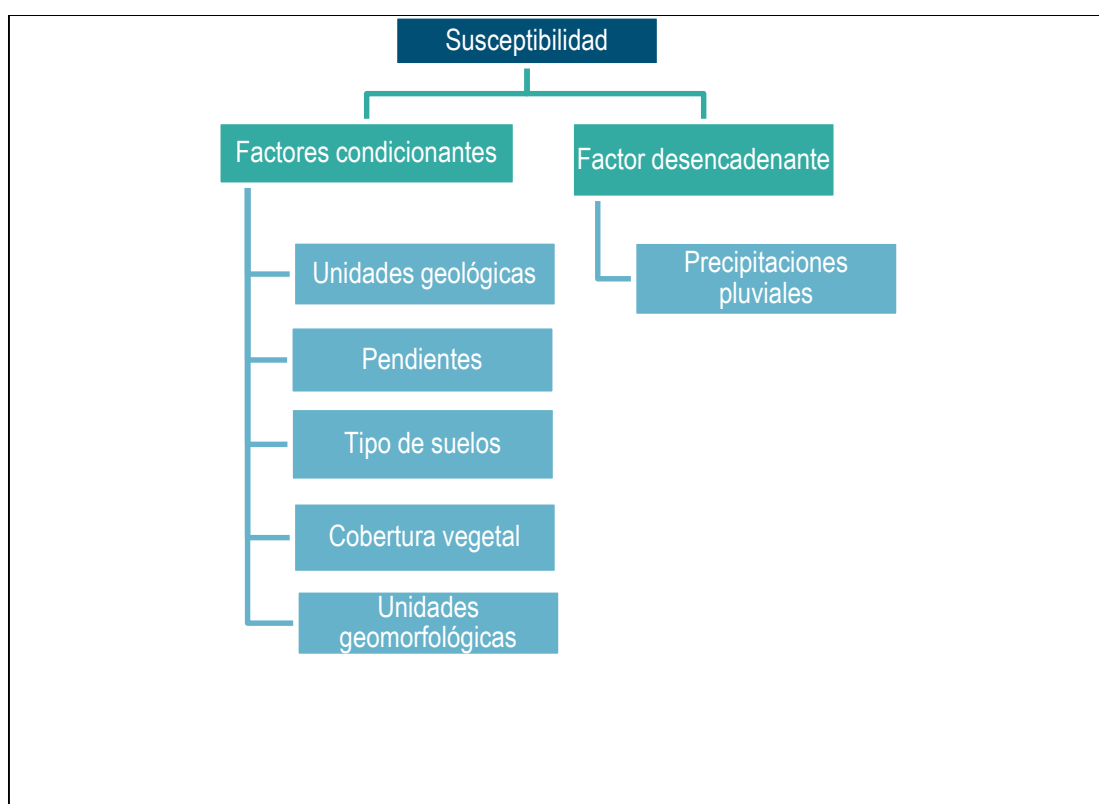 Susceptibilidad
Factores condicionantes
Factor desencadenante
Unidades geológicas
Precipitaciones
pluviales
Pendientes
Tipo de suelos
Cobertura vegetal
Unidades
geomorfológicas